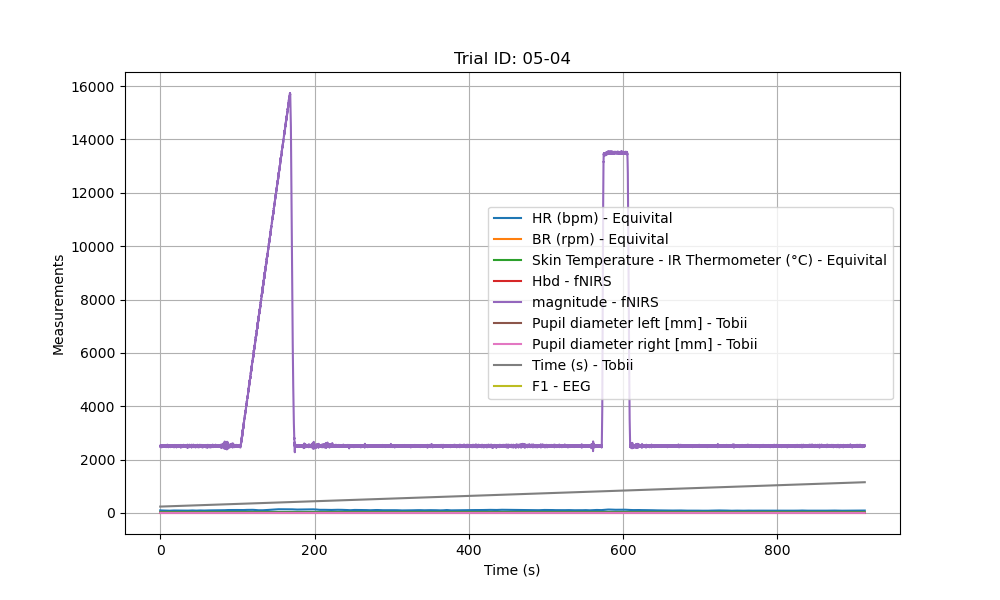 Trial ID: 05-04
16000
14000
12000
10000
8000
6000
4000
2000
0
Measurements
HR (bpm) - Equivital
BR (rpm) - Equivital
Skin Temperature - IR Thermometer (°C) - Equivital
Hbd - fNIRS
magnitude - fNIRS
Pupil diameter left [mm] - Tobii
Pupil diameter right [mm] - Tobii
Time (s) - Tobii
F1 - EEG
0 200 400 600 800
Time (s)